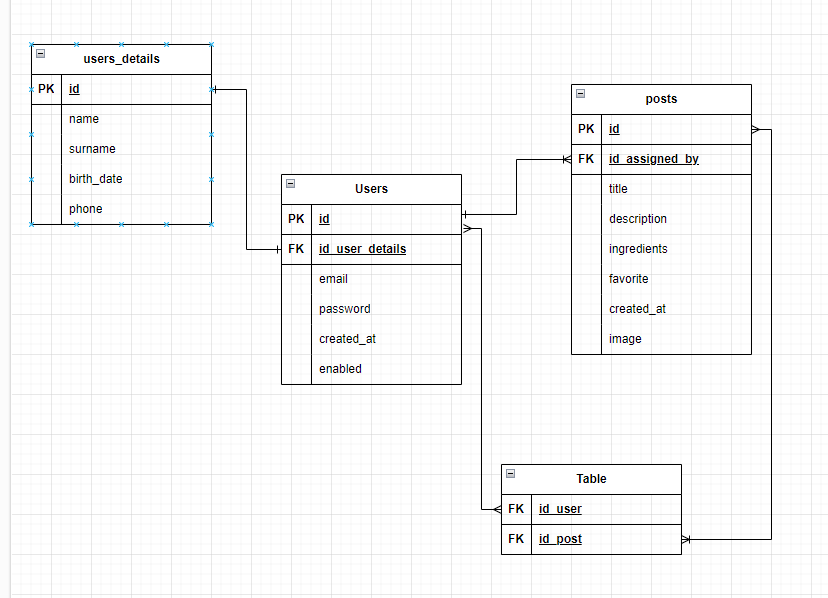 users_details
PK id
name
surname
birth_date
phone
Users
PK id
FK id_user_details
email
password
created_at
enabled
posts
PK id
FK id_assigned_by
title
description
ingredients
favorite
created_at
image
Table
FK id_user
FK id_post